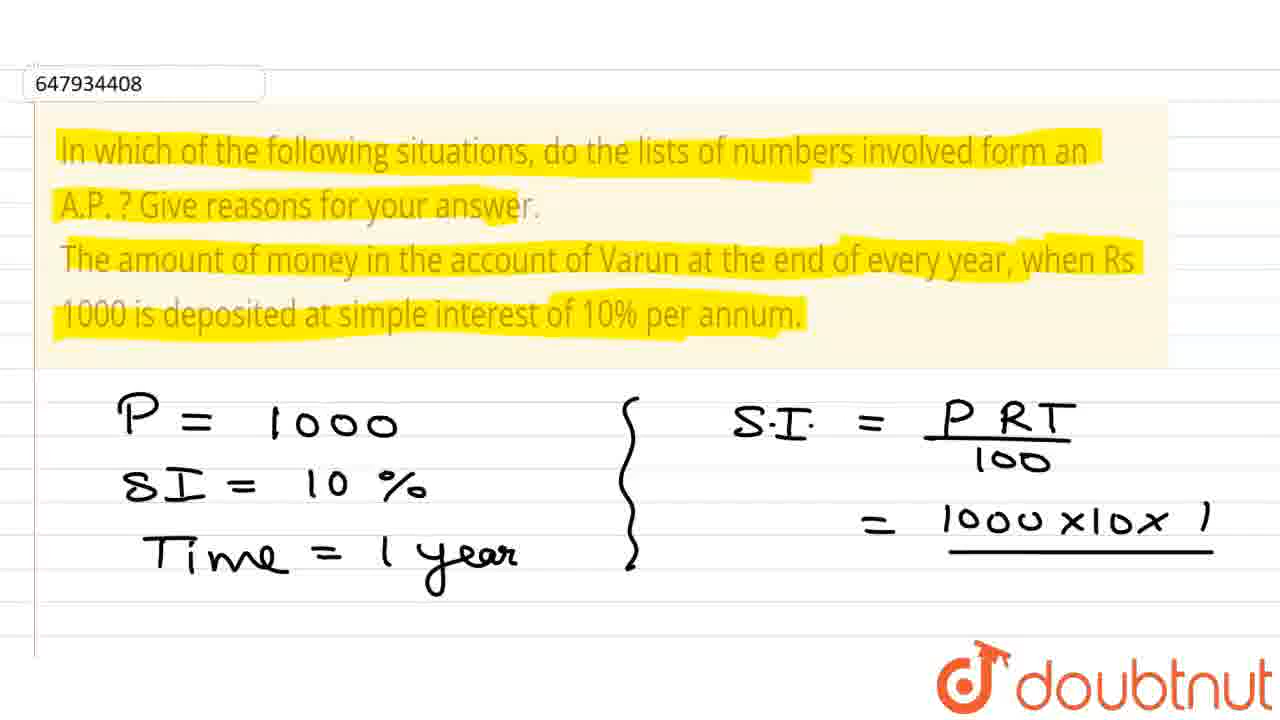 647934408
In which of the following situations, do the lists of numbers involved form an
A.P. ? Give reasons for your answer.
The amount of money in the account of Varun at the end of every year, when Rs
1000 is deposited at simple interest of 10% per annum.
P = 1000
SI = 10 %
Time = 1 year
S.I. = P R T
100
= 1000 x 10 x 1
doubtnut